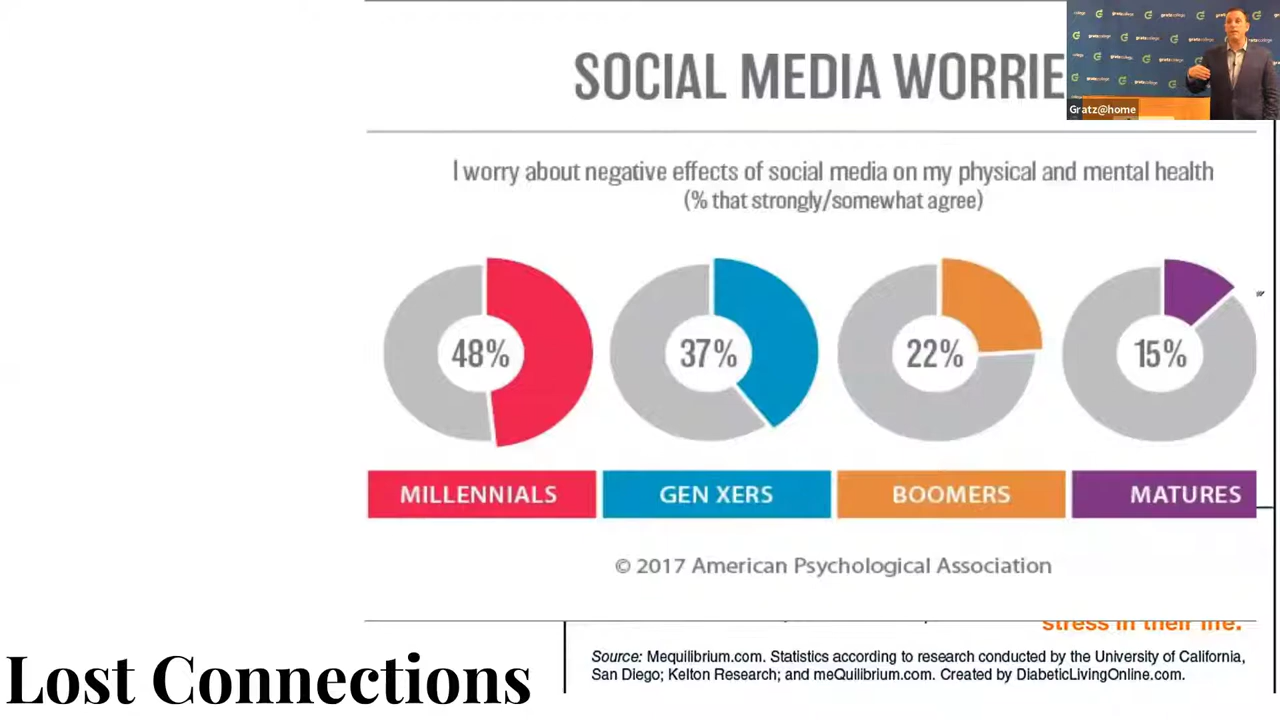 SOCIAL MEDIA WORRIE
Gratz@home
I worry about negative effects of social media on my physical and mental health
(% that strongly/somewhat agree)
48%
37%
22%
15%
MILLENNIALS
GEN XERS
BOOMERS
MATURES
© 2017 American Psychological Association
stress in their life.
Source: Mequilibrium.com. Statistics according to research conducted by the University of California,
San Diego; Kelton Research; and meQuilibrium.com. Created by DiabeticLivingOnline.com.
Lost Connections